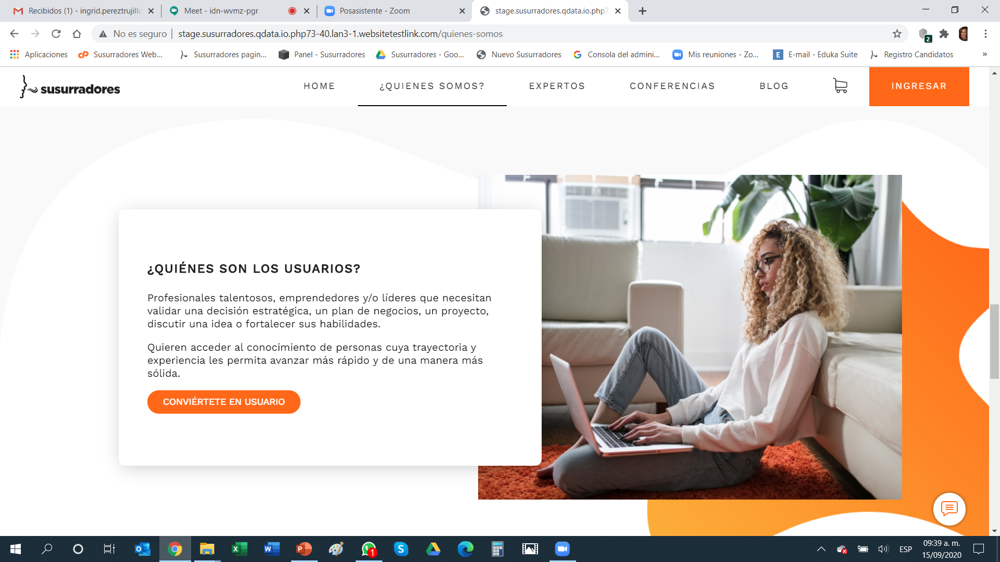 Recibidos (1) - ingrid.pereztrujillo
Meet - idn-wvmz-pgr
Posasistente - Zoom
stage.susurradores.qdata.io.php7
No es seguro
stage.susurradores.qdata.io.php73-40.lan3-1.websitetestlink.com/quienes-somos
2
Aplicaciones
Susurradores Web...
Susurradores pagin...
Panel - Susurradores
Susurradores - Goo...
Nuevo Susurradores
Consola del admini...
Mis reuniones - Zo...
E-mail - Eduka Suite
Registro Candidatos
»
susurradores
HOME
¿QUIENES SOMOS?
EXPERTOS
CONFERENCIAS
BLOG
INGRESAR
¿QUIÉNES SON LOS USUARIOS?
Profesionales talentosos, emprendedores y/o líderes que necesitan
validar una decisión estratégica, un plan de negocios, un proyecto,
discutir una idea o fortalecer sus habilidades.
Quieren acceder al conocimiento de personas cuya trayectoria y
experiencia les permita avanzar más rápido y de una manera más
sólida.
CONVIÉRTETE EN USUARIO
1
ESP
09:39 a. m.
15/09/2020